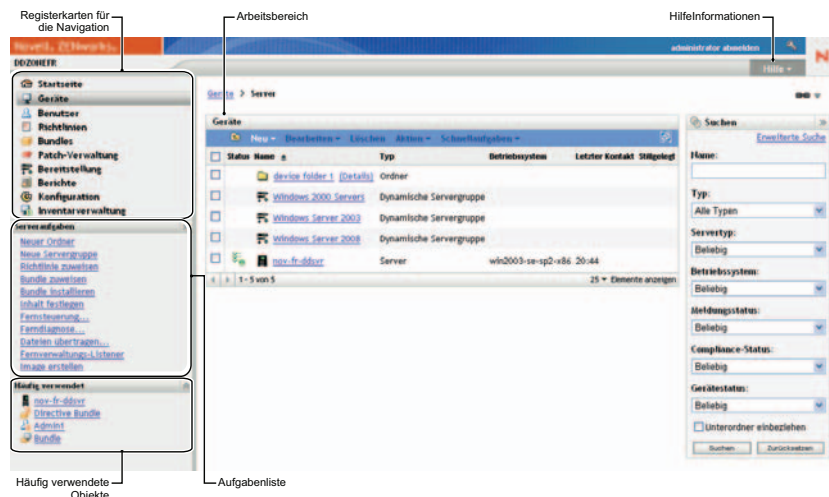 Registerkarten für
die Navigation
Arbeitsbereich
HilfeInformationen
Novell. ZENworks.
administrator abmelden
N
DDZONEFR
Hilfe
Startseite
Geräte
Benutzer
Richtlinien
Bundles
Patch-Verwaltung
Bereitstellung
Berichte
Konfiguration
Inventarverwaltung
Serveraufgaben
Neuer Ordner
Neue Servergruppe
Richtlinie zuweisen
Bundle zuweisen
Bundle installieren
Inhalt festlegen
Fernsteuerung...
Ferndiagnose...
Dateien übertragen...
Fernverwaltungs-Listener
Image erstellen
Häufig verwendet
nov-fr-ddsvr
Directive Bundle
Admin1
Bundle
Geräte > Server
Geräte
Neu Bearbeiten Löschen Aktion Schnellaufgaben
Status Name Typ Betriebssystem Letzter Kontakt Stillgelegt
device folder 1 (Details) Ordner
Windows 2000 Servers Dynamische Servergruppe
Windows Server 2003 Dynamische Servergruppe
Windows Server 2008 Dynamische Servergruppe
nov-fr-ddsvr Server win2003-se-sp2-x86 20:44
1 - 5 von 5 25 Elemente anzeigen
Suchen
Erweiterte Suche
Name:
Typ:
Alle Typen
Servertyp:
Beliebig
Betriebssystem:
Beliebig
Meldungsstatus:
Beliebig
Compliance-Status:
Beliebig
Gerätestatus:
Beliebig
Unterordner einbeziehen
Suchen Zurücksetzen
Häufig verwendete
Objekte
Aufgabenliste